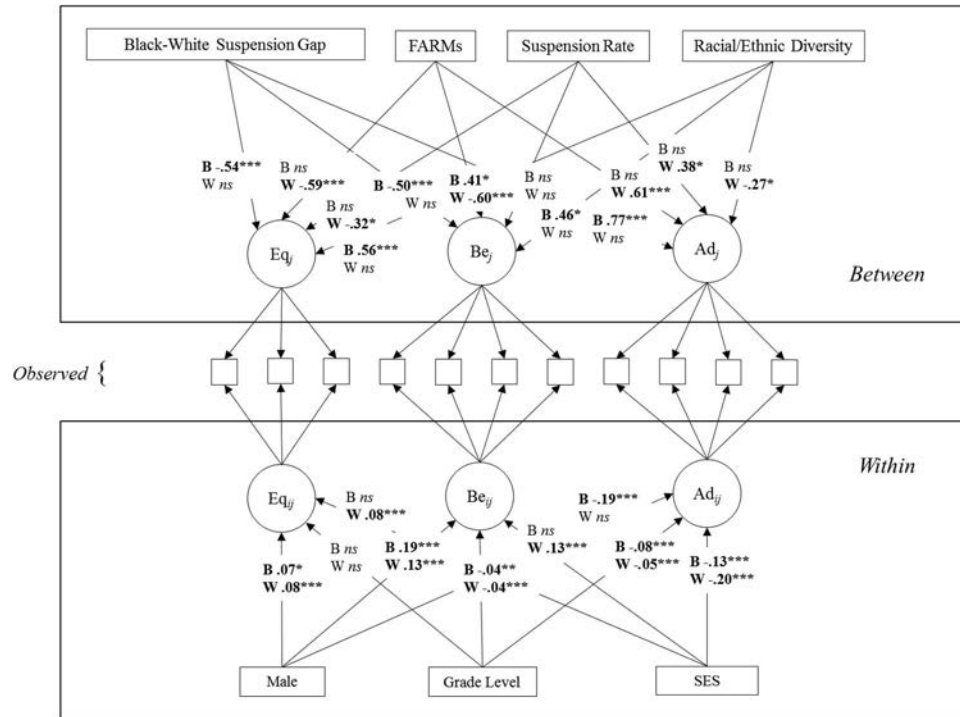 Black-White Suspension Gap
FARMs
Suspension Rate
Racial/Ethnic Diversity
B -.54***
W ns
B ns
W -.59***
B -.50***
W ns
B .41*
W -.60***
B ns
W ns
B ns
W .61***
B ns
W .38*
B ns
W -.27*
B ns
W -.32*
B .56***
W ns
B .46*
W ns
B .77***
W ns
Eqj
Bej
Adj
Between
Observed {
Within
Eqij
Beij
Adij
B ns
W .08***
B -.19***
W ns
B ns
W ns
B .19***
W .13***
B ns
W .13***
B -.08***
W -.05***
B .07*
W .08***
B -.04**
W -.04***
B -.13***
W -.20***
Male
Grade Level
SES